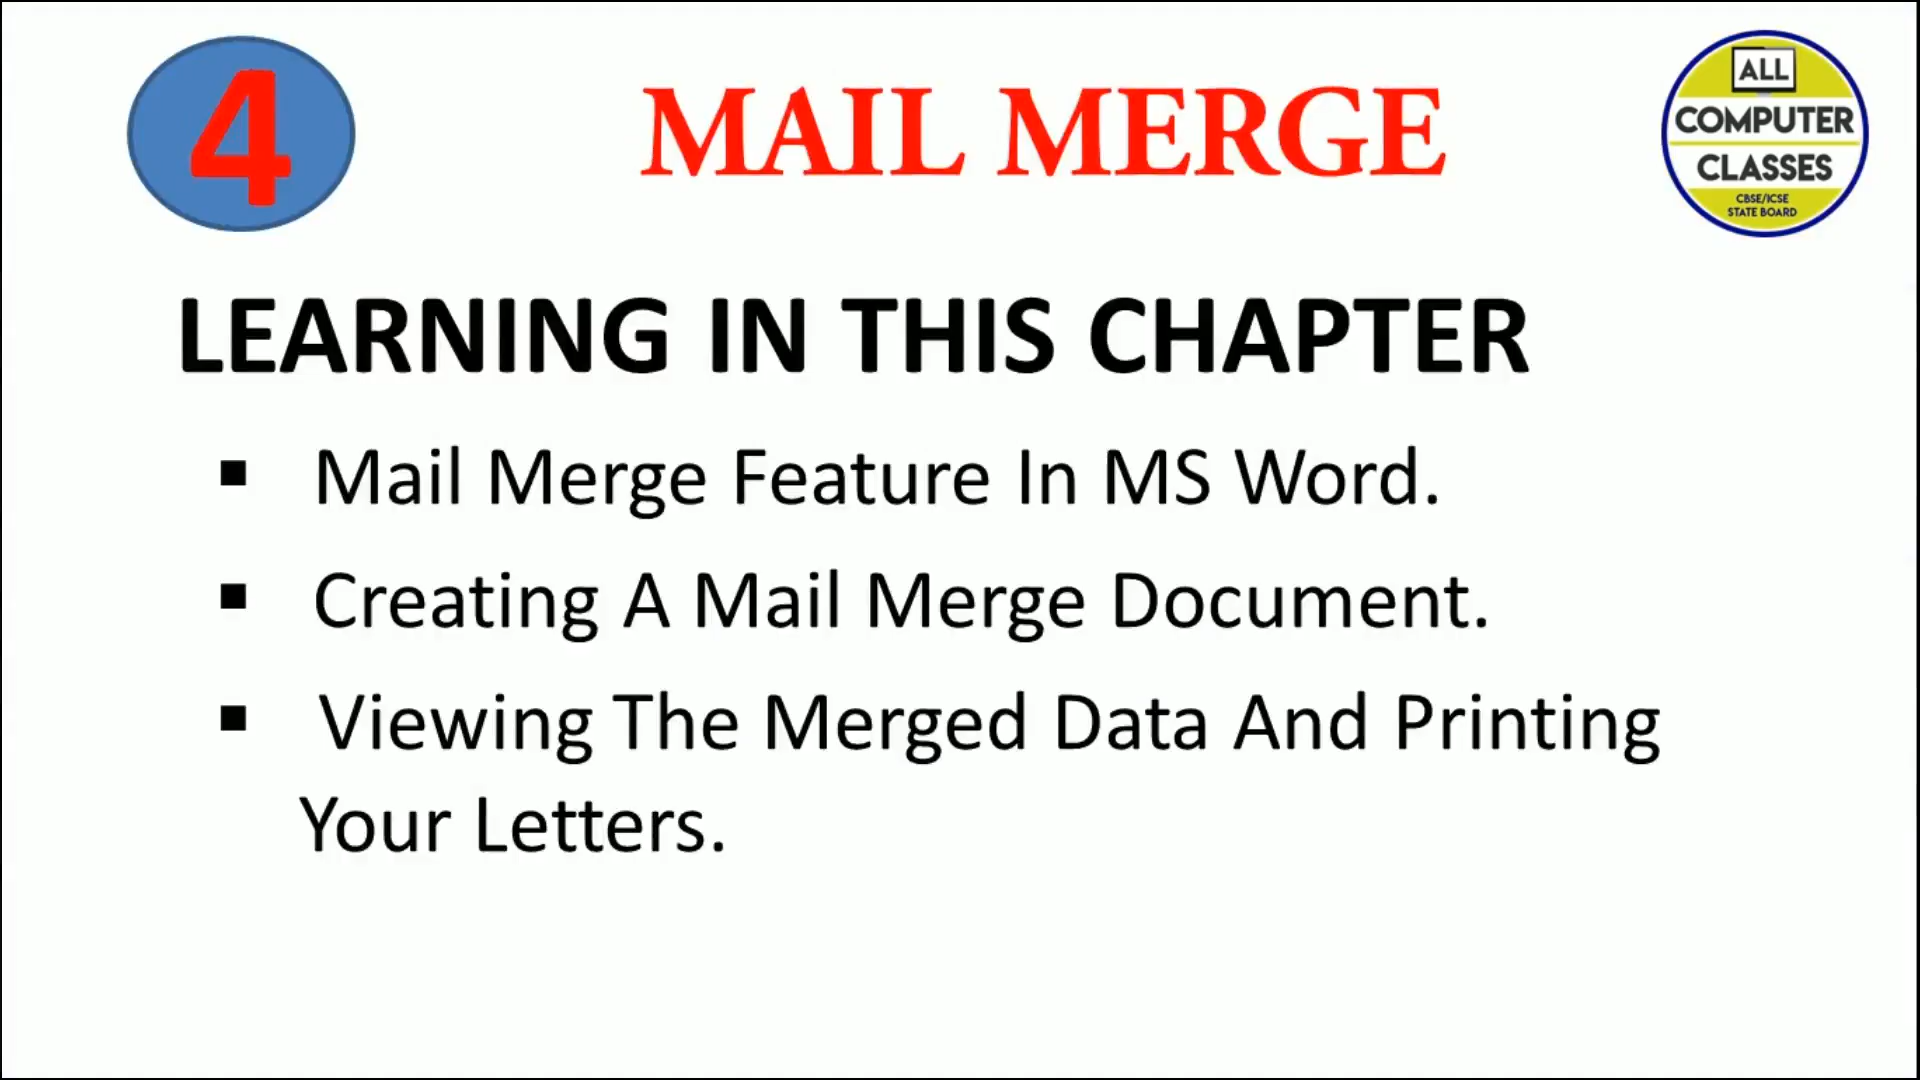 4
MAIL MERGE
ALL
COMPUTER
CLASSES
CBSE/ICSE
STATE BOARD
LEARNING IN THIS CHAPTER
▪ Mail Merge Feature In MS Word.
▪ Creating A Mail Merge Document.
▪ Viewing The Merged Data And Printing
Your Letters.